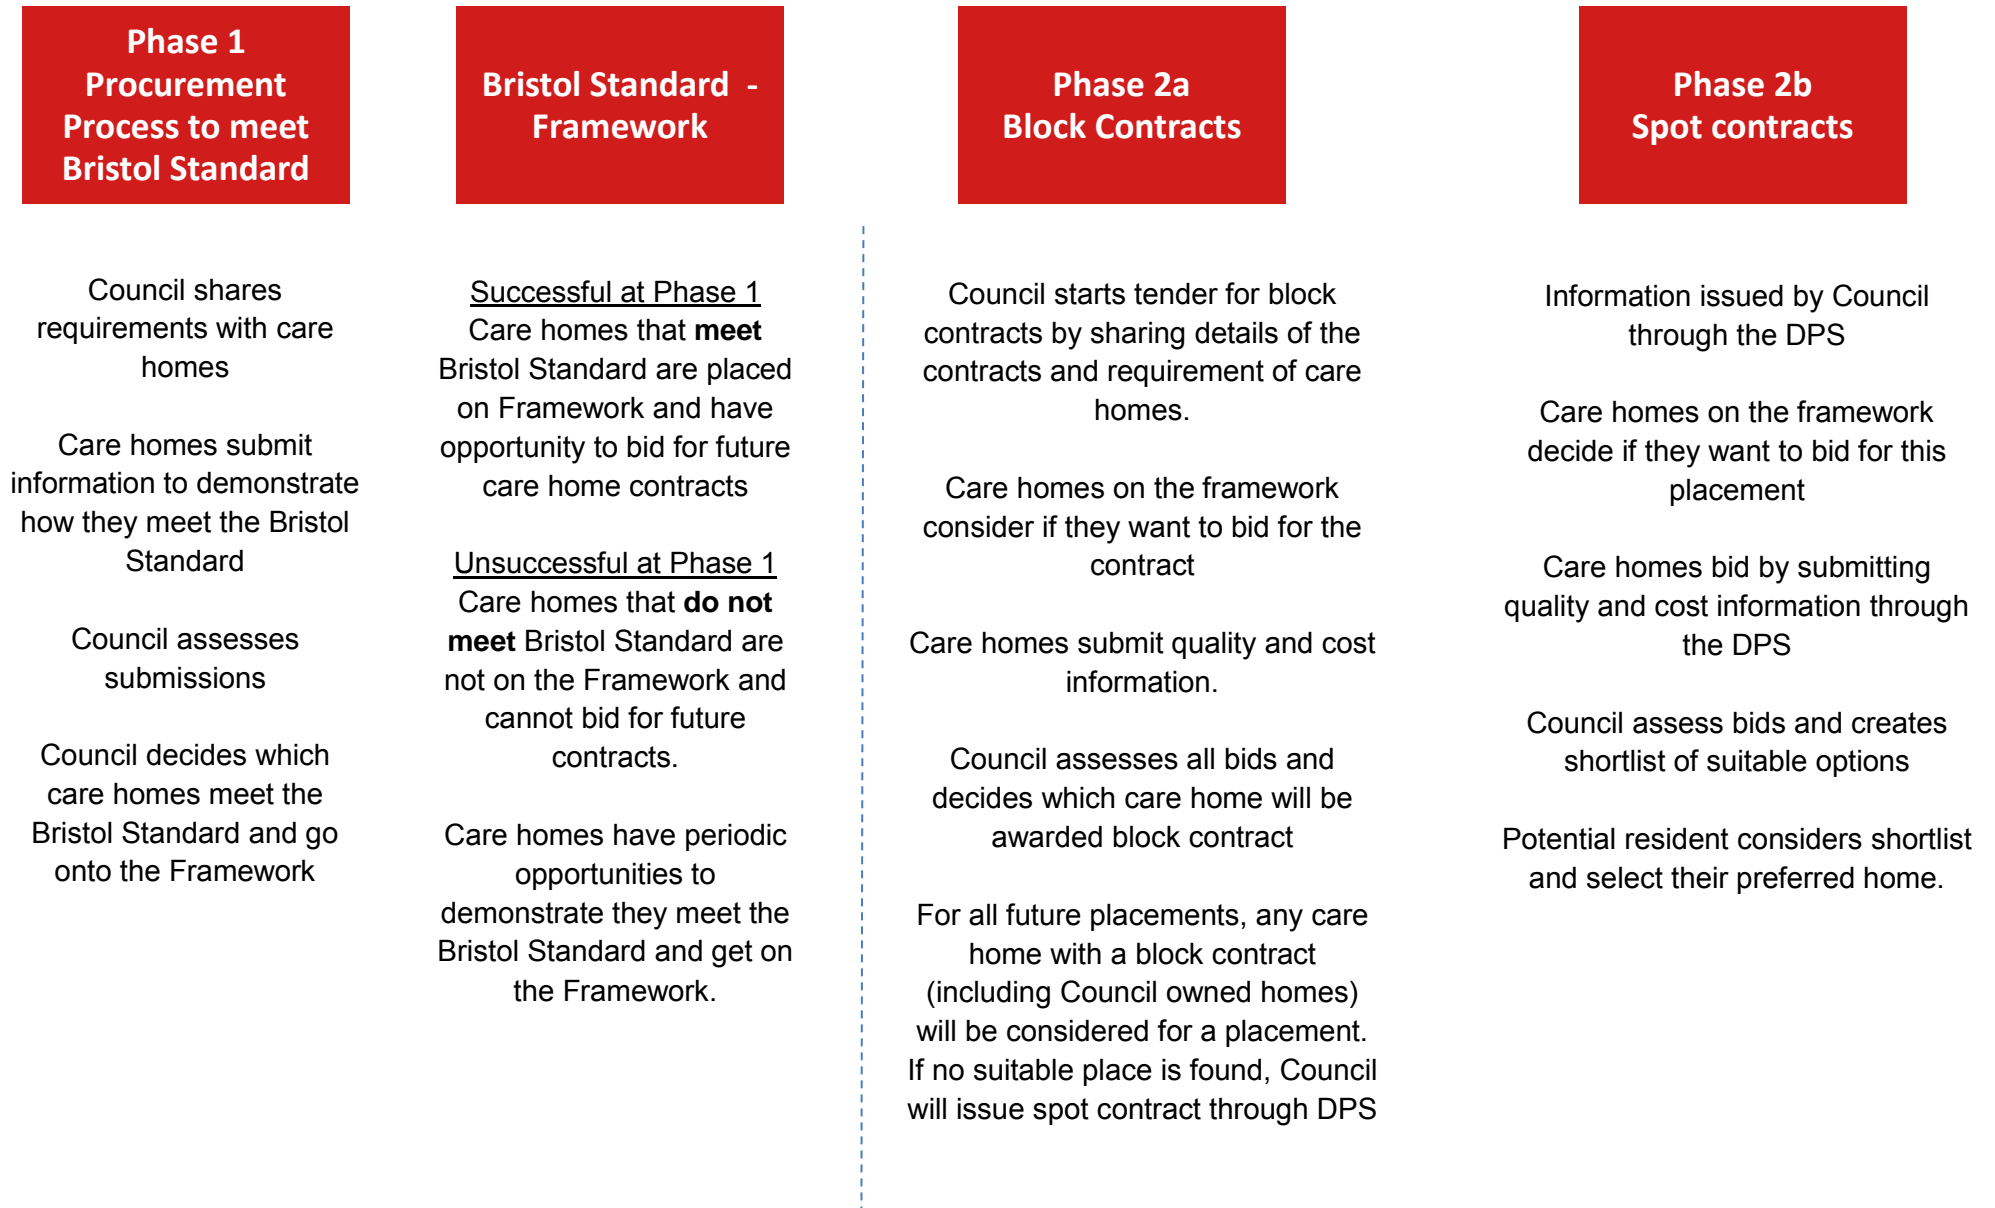 Phase 1
Procurement
Process to meet
Bristol Standard
Council shares
requirements with care
homes
Care homes submit
information to demonstrate
how they meet the Bristol
Standard
Council assesses
submissions
Council decides which
care homes meet the
Bristol Standard and go
onto the Framework
Bristol Standard -
Framework
Successful at Phase 1
Care homes that meet
Bristol Standard are placed
on Framework and have
opportunity to bid for future
care home contracts
Unsuccessful at Phase 1
Care homes that do not
meet Bristol Standard are
not on the Framework and
cannot bid for future
contracts.
Care homes have periodic
opportunities to
demonstrate they meet the
Bristol Standard and get on
the Framework.
Phase 2a
Block Contracts
Council starts tender for block
contracts by sharing details of the
contracts and requirement of care
homes.
Care homes on the framework
consider if they want to bid for the
contract
Care homes submit quality and cost
information.
Council assesses all bids and
decides which care home will be
awarded block contract
For all future placements, any care
home with a block contract
(including Council owned homes)
will be considered for a placement.
If no suitable place is found, Council
will issue spot contract through DPS
Phase 2b
Spot contracts
Information issued by Council
through the DPS
Care homes on the framework
decide if they want to bid for this
placement
Care homes bid by submitting
quality and cost information through
the DPS
Council assess bids and creates
shortlist of suitable options
Potential resident considers shortlist
and select their preferred home.